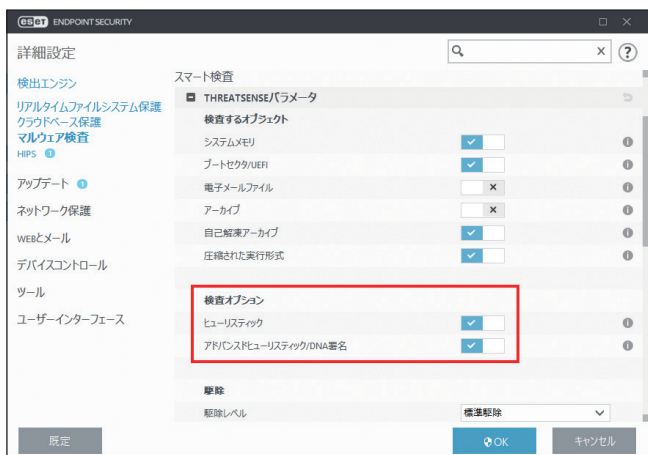 eset ENDPOINT SECURITY
詳細設定
検出エンジン
リアルタイムファイルシステム保護
クラウドベース保護
マルウェア検査
HIPS 1
アップデート 1
ネットワーク保護
WEBとメール
デバイスコントロール
ツール
ユーザーインターフェース
スマート検査
THREATSENSEパラメータ
検査するオブジェクト
システムメモリ
ブートセクタ/UEFI
電子メールファイル
アーカイブ
自己解凍アーカイブ
圧縮された実行形式
検査オプション
ヒューリスティック
アドバンスドヒューリスティック/DNA署名
駆除
駆除レベル 標準駆除
既定 OK キャンセル